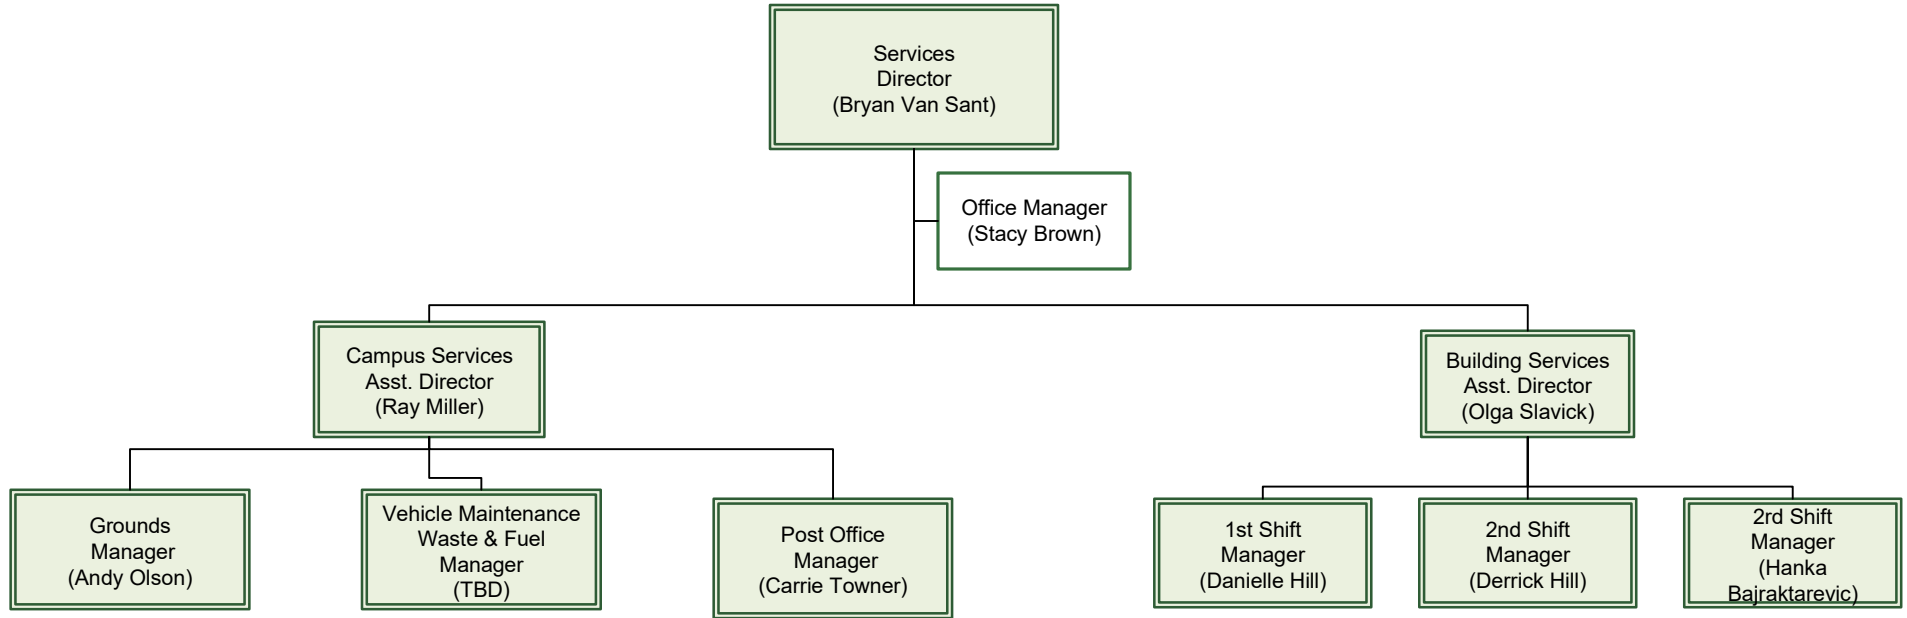 Services
Director
(Bryan Van Sant)
Office Manager
(Stacy Brown)
Campus Services
Asst. Director
(Ray Miller)
Building Services
Asst. Director
(Olga Slavick)
Grounds
Manager
(Andy Olson)
Vehicle Maintenance
Waste & Fuel
Manager
(TBD)
Post Office
Manager
(Carrie Towner)
1st Shift
Manager
(Danielle Hill)
2nd Shift
Manager
(Derrick Hill)
2rd Shift
Manager
(Hanka
Bajraktarevic)